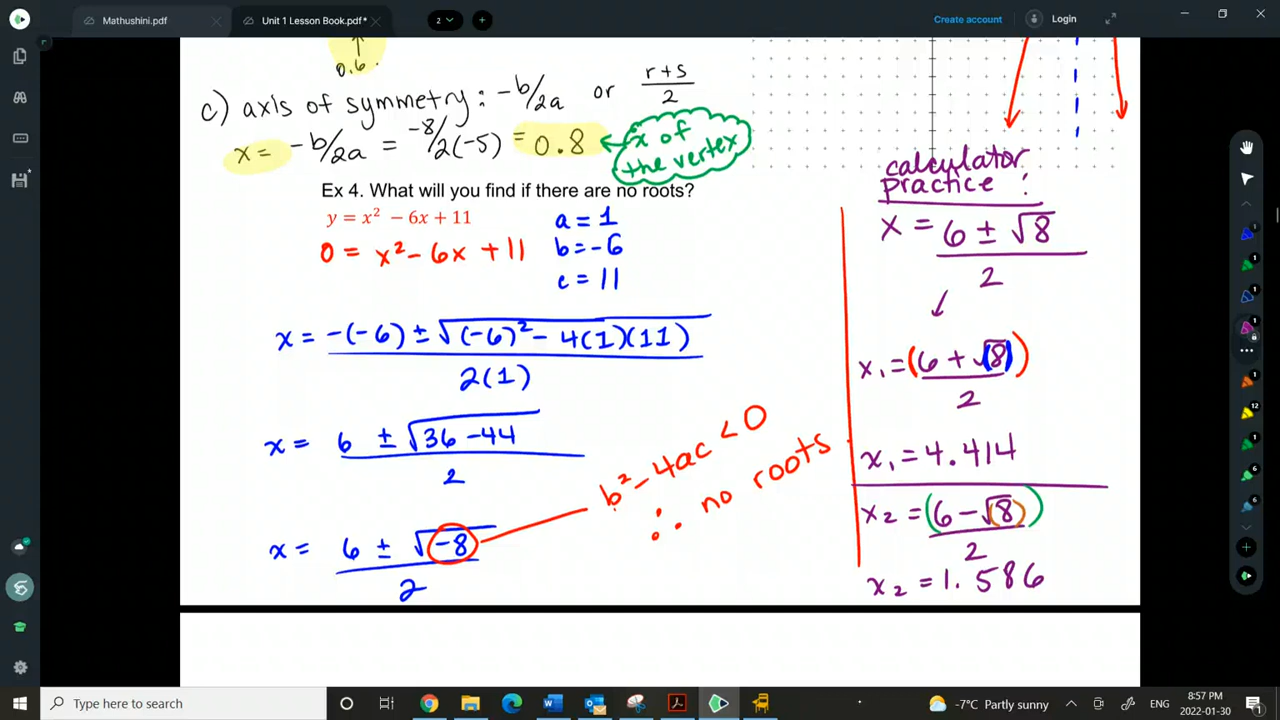 Mathushini.pdf
Unit 1 Lesson Book.pdf*
2
Create account
Login
0.6
c) axis of symmetry: -b/2a or r+s/2
x = -b/2a = -8/2(-5) = 0.8
x of the vertex
Ex 4. What will you find if there are no roots?
y = x² − 6x + 11
0 = x² - 6x + 11
a = 1
b = -6
c = 11
x = -(-6) ± √(-6)² - 4(1)(11)
2(1)
x = 6 ± √36 - 44
2
x = 6 ± √-8
2
b² - 4ac < 0
∴ no roots
calculator
practice :
x = 6 ± √8
2
x₁ = (6 + √(8))
2
x₁ = 4.414
x₂ = (6 - √(8))
2
x₂ = 1.586
Type here to search
-7°C Partly sunny
ENG
8:57 PM
2022-01-30